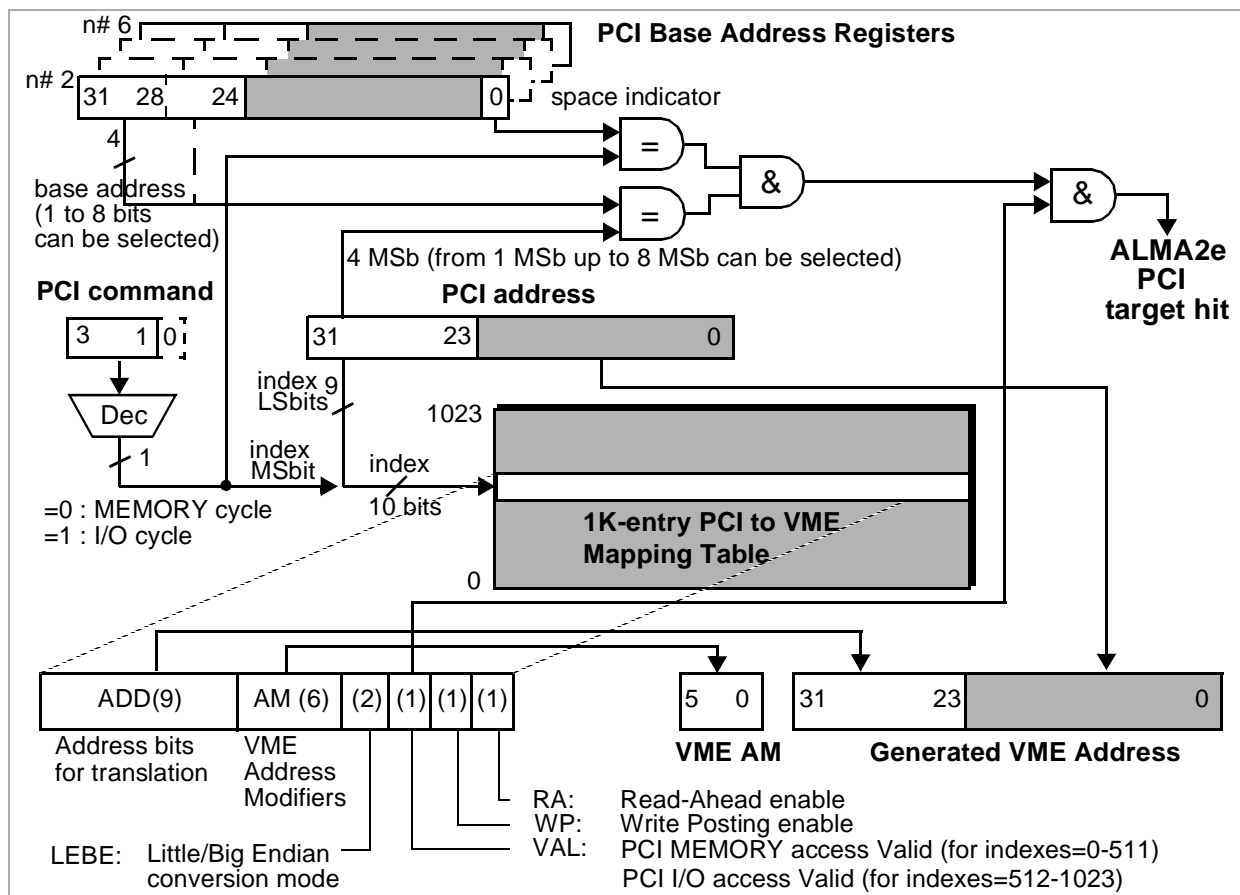 n# 6
PCI Base Address Registers
n# 2
31 28 24 0
space indicator
4
=
base address
(1 to 8 bits
can be selected)
&
&
=
4 MSb (from 1 MSb up to 8 MSb can be selected)
ALMA2e
PCI
target hit
PCI command
PCI address
3 1 0
31 23 0
index
LSbits
9
Dec
1023
1
index
MSbit
index
10 bits
=0 : MEMORY cycle
=1 : I/O cycle
1K-entry PCI to VME
Mapping Table
0
ADD(9) AM (6) (2) (1) (1) (1)
5 0
31 23 0
Address bits
for translation
VME
Address
Modifiers
VME AM
Generated VME Address
RA: Read-Ahead enable
WP: Write Posting enable
VAL: PCI MEMORY access Valid (for indexes=0-511)
PCI I/O access Valid (for indexes=512-1023)
LEBE: Little/Big Endian
conversion mode